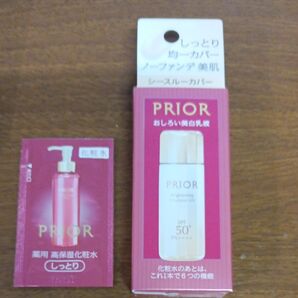 しっとり
均一カバー
ノーファンデ 美肌
シースルーカバー
PRIOR
おしろい美白乳液
PRIOR
SPF
50+
PA++++
化粧水のあとは、
これ1本で6つの機能
化粧水
PRIOR
薬用 高保湿化粧水
しっとり